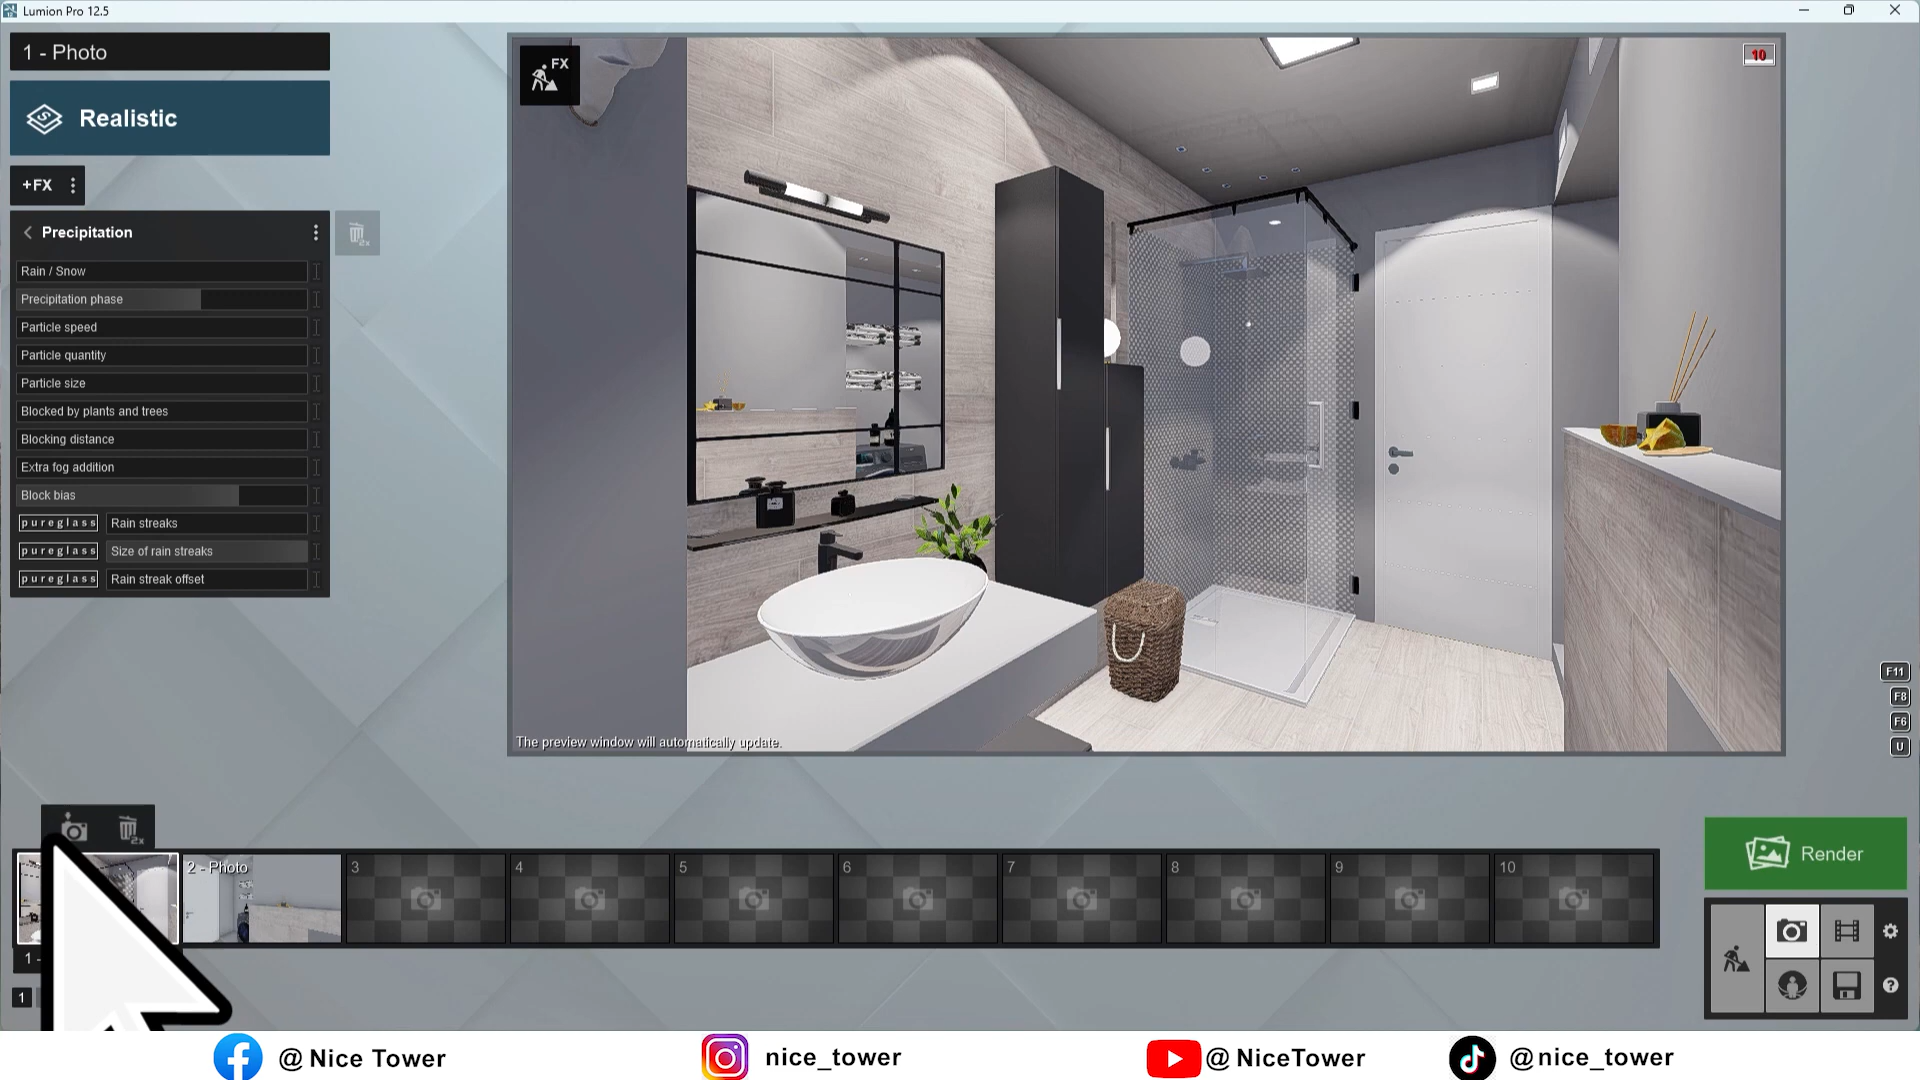 Lumion Pro 12.5
1 - Photo
Realistic
+FX
Precipitation
Rain / Snow
Precipitation phase
Particle speed
Particle quantity
Particle size
Blocked by plants and trees
Blocking distance
Extra fog addition
Block bias
pureglass Rain streaks
pureglass Size of rain streaks
pureglass Rain streak offset
2x
FX
10
The preview window will automatically update.
F11
F8
F6
U
2x
2 - Photo
3
4
5
6
7
8
9
10
1 -
1
Render
?
@ Nice Tower
nice_tower
@ NiceTower
@nice_tower